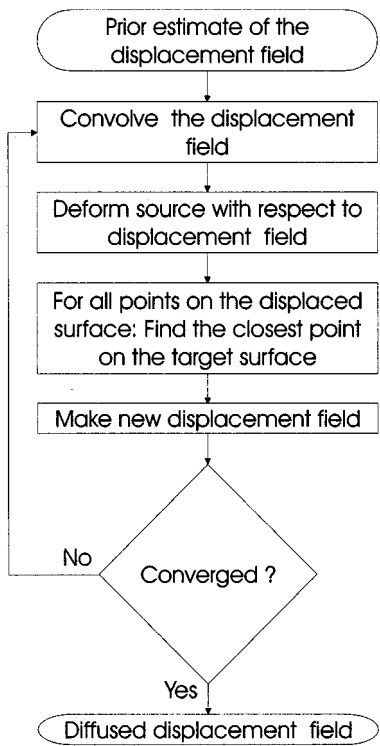 Prior estimate of the
displacement field
Convolve the displacement
field
Deform source with respect to
displacement field
For all points on the displaced
surface: Find the closest point
on the target surface
Make new displacement field
No
Converged ?
Yes
Diffused displacement field